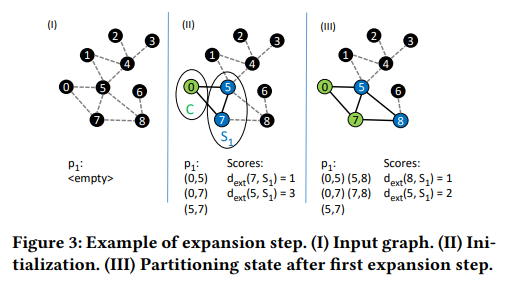 (I)
2
3
1
4
0
5
6
7
8
p₁:
<empty>
(II)
2
3
1
4
0
5
6
C
7
8
S₁
p₁: Scores:
(0,5) d_ext(7, S₁) = 1
(0,7) d_ext(5, S₁) = 3
(5,7)
(III)
2
3
1
4
0
5
6
7
8
p₁: Scores:
(0,5) (5,8) d_ext(8, S₁) = 1
(0,7) (7,8) d_ext(5, S₁) = 2
(5,7)
Figure 3: Example of expansion step. (I) Input graph. (II) Ini-
tialization. (III) Partitioning state after first expansion step.